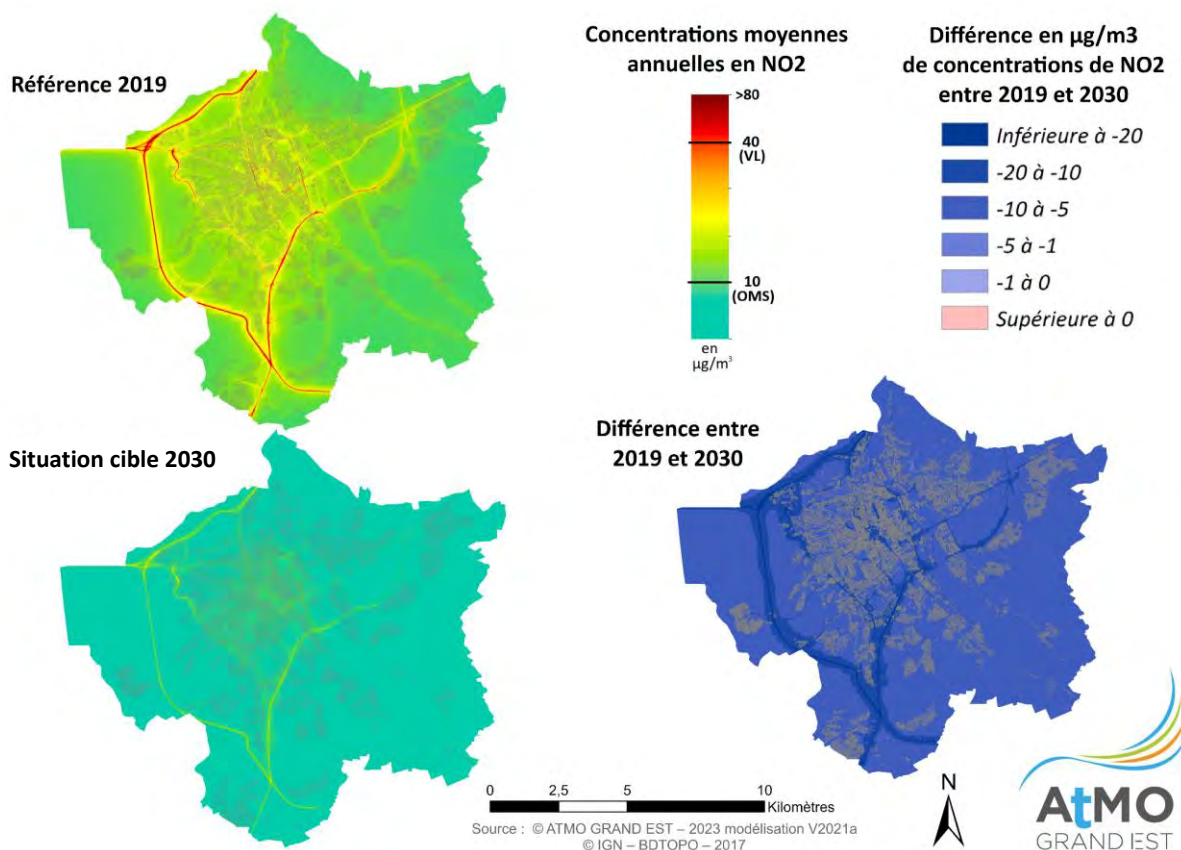 Référence 2019
Concentrations moyennes
annuelles en NO2
>80
40
(VL)
10
(OMS)
en
µg/m³
Différence en µg/m3
de concentrations de NO2
entre 2019 et 2030
Inférieure à -20
-20 à -10
-10 à -5
-5 à -1
-1 à 0
Supérieure à 0
Situation cible 2030
Différence entre
2019 et 2030
0 2,5 5 10
Kilomètres
Source : © ATMO GRAND EST – 2023 modélisation V2021a
© IGN – BDTOPO – 2017
N
AtMO
GRAND EST